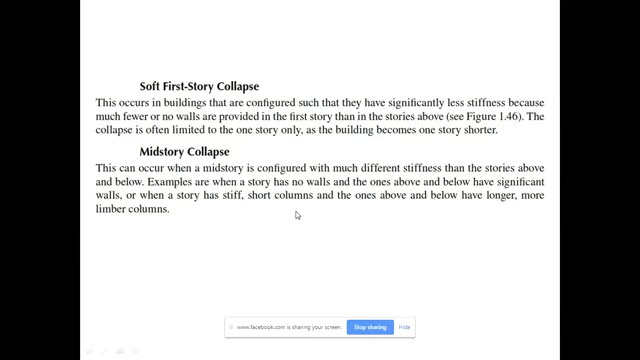 Soft First-Story Collapse
This occurs in buildings that are configured such that they have significantly less stiffness because
much fewer or no walls are provided in the first story than in the stories above (see Figure 1.46). The
collapse is often limited to the one story only, as the building becomes one story shorter.
Midstory Collapse
This can occur when a midstory is configured with much different stiffness than the stories above
and below. Examples are when a story has no walls and the ones above and below have significant
walls, or when a story has stiff, short columns and the ones above and below have longer, more
limber columns.
www.facebook.com is sharing your screen.
Stop sharing
Hide